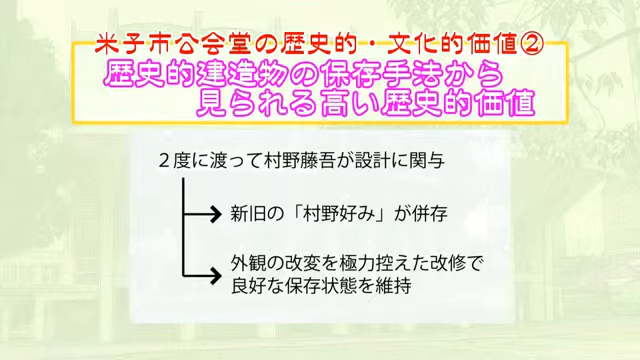 米子市公会堂の歴史的・文化的価値②
歴史的建造物の保存手法から
見られる高い歴史的価値
２度に渡って村野藤吾が設計に関与
新旧の「村野好み」が併存
外観の改変を極力控えた改修で
良好な保存状態を維持